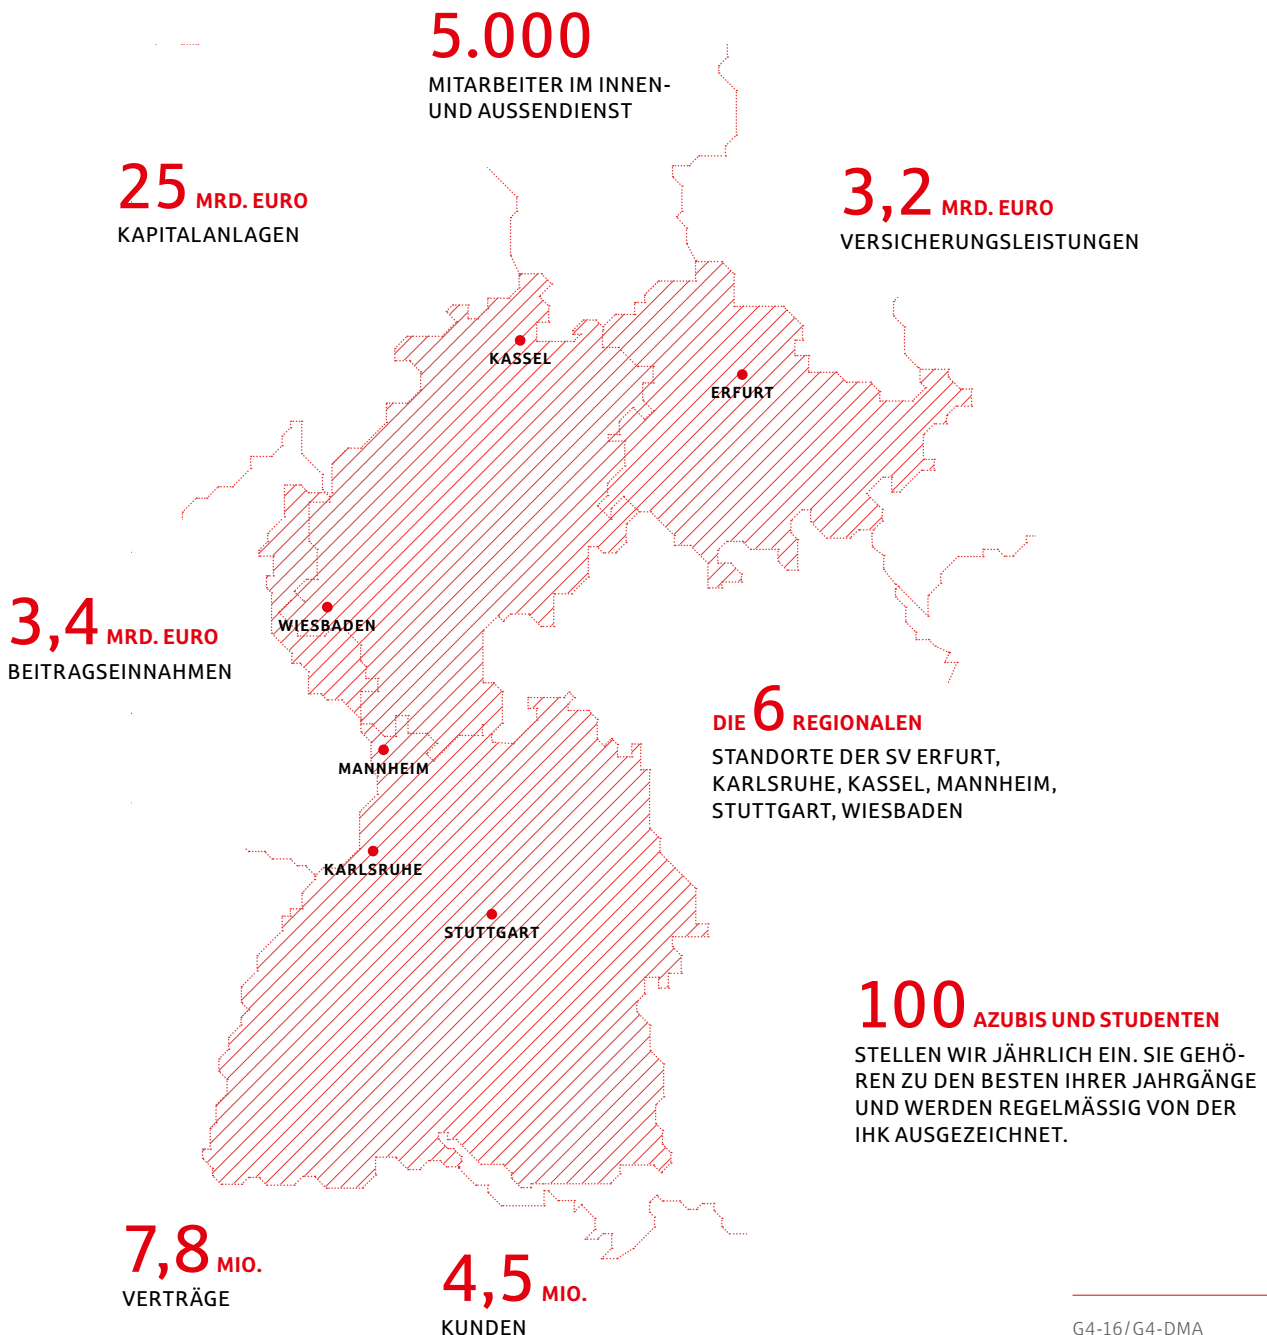 5.000
MITARBEITER IM INNEN-
UND AUSSENDIENST
25 MRD. EURO
KAPITALANLAGEN
3,2 MRD. EURO
VERSICHERUNGSLEISTUNGEN
KASSEL
ERFURT
3,4 MRD. EURO
BEITRAGSEINNAHMEN
WIESBADEN
DIE 6 REGIONALEN
STANDORTE DER SV ERFURT,
KARLSRUHE, KASSEL, MANNHEIM,
STUTTGART, WIESBADEN
MANNHEIM
KARLSRUHE
STUTTGART
100 AZUBIS UND STUDENTEN
STELLEN WIR JÄHRLICH EIN. SIE GEHÖ-
REN ZU DEN BESTEN IHRER JAHRGÄNGE
UND WERDEN REGELMÄSSIG VON DER
IHK AUSGEZEICHNET.
7,8 MIO.
VERTRÄGE
4,5 MIO.
KUNDEN
G4-16/G4-DMA